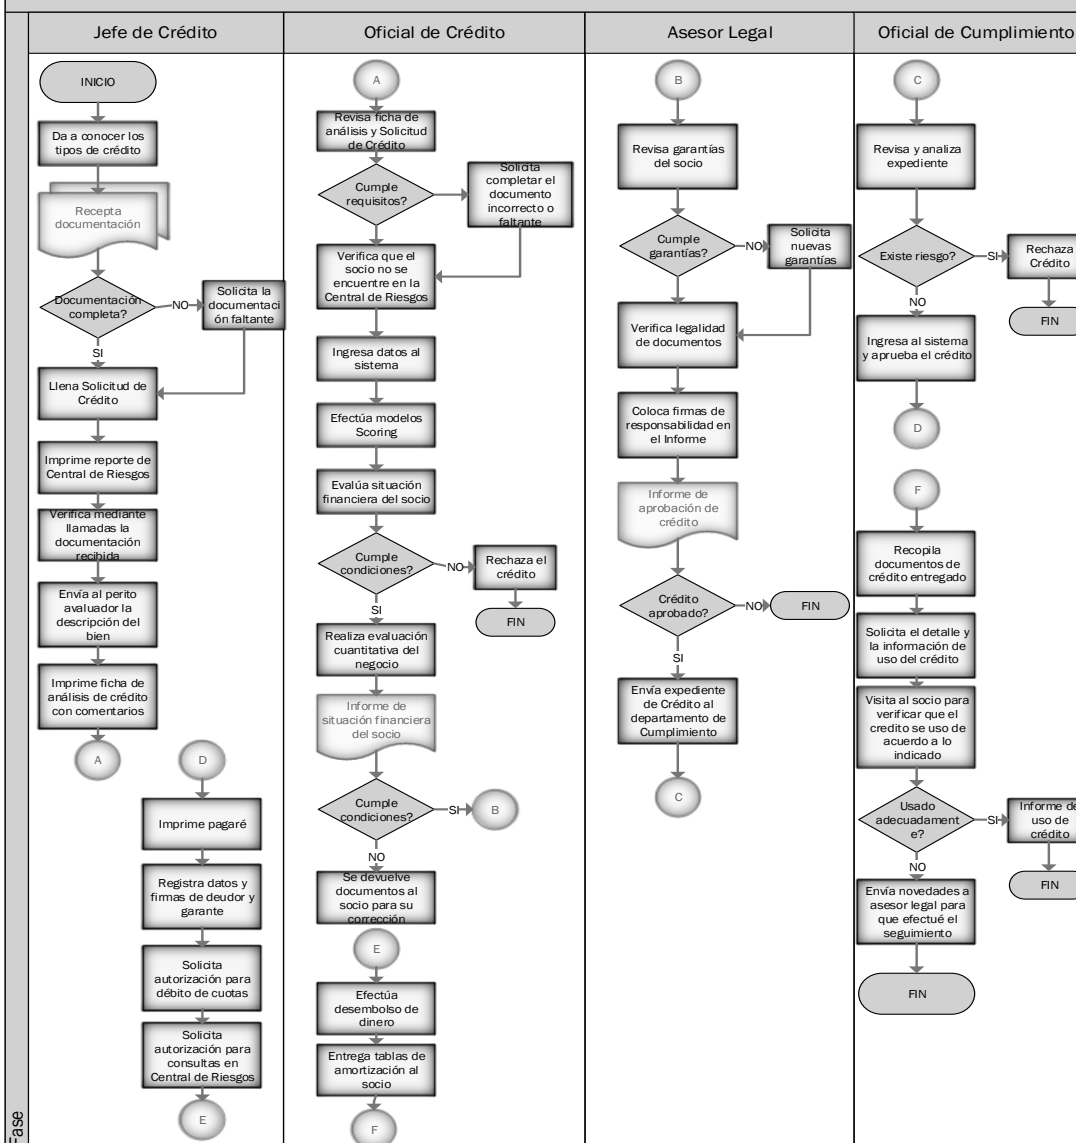 Jefe de Crédito
Oficial de Crédito
Asesor Legal
Oficial de Cumplimiento
INICIO
Da a conocer los
tipos de crédito
Recepta
documentación
Documentación
completa?
NO
Solicita la
documentaci
ón faltante
SI
Llena Solicitud de
Crédito
Imprime reporte de
Central de Riesgos
Verifica mediante
llamadas la
documentación
recibida
Envía al perito
avaluador la
descripción del
bien
Imprime ficha de
análisis de crédito
con comentarios
A
D
Imprime pagaré
Registra datos y
firmas de deudor y
garante
Solicita
autorización para
débito de cuotas
Solicita
autorización para
consultas en
Central de Riesgos
E
A
Revisa ficha de
análisis y Solicitud
de Crédito
Cumple
requisitos?
Solicita
completar el
documento
incorrecto o
faltante
Verifica que el
socio no se
encuentre en la
Central de Riesgos
Ingresa datos al
sistema
Efectúa modelos
Scoring
Evalúa situación
financiera del socio
Cumple
condiciones?
NO
Rechaza el
crédito
FIN
SI
Realiza evaluación
cuantitativa del
negocio
Informe de
situación financiera
del socio
Cumple
condiciones?
SI
B
NO
Se devuelve
documentos al
socio para su
corrección
E
Efectúa
desembolso de
dinero
Entrega tablas de
amortización al
socio
F
B
Revisa garantías
del socio
Cumple
garantías?
NO
Solicita
nuevas
garantías
Verifica legalidad
de documentos
Coloca firmas de
responsabilidad en
el Informe
Informe de
aprobación de
crédito
Crédito
aprobado?
NO
FIN
SI
Envía expediente
de Crédito al
departamento de
Cumplimiento
C
C
Revisa y analiza
expediente
Existe riesgo?
SI
Rechaza
Crédito
FIN
NO
Ingresa al sistema
y aprueba el crédito
D
F
Recopila
documentos de
crédito entregado
Solicita el detalle y
la información de
uso del crédito
Visita al socio para
verificar que el
credito se uso de
acuerdo a lo
indicado
Usado
adecuadament
e?
SI
Informe de
uso de
crédito
FIN
NO
Envía novedades a
asesor legal para
que efectué el
seguimiento
FIN
Fase